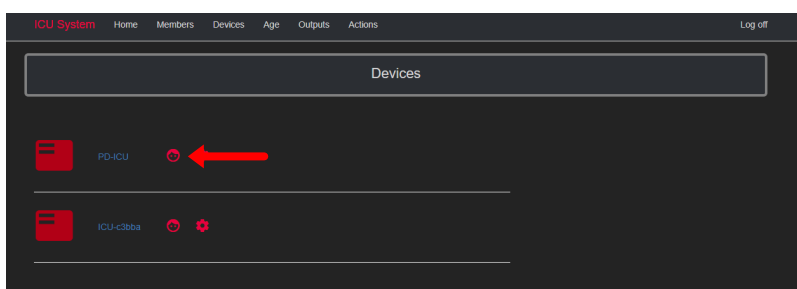 ICU System Home Members Devices Age Outputs Actions Log off
Devices
PD-ICU
ICU-c3bba